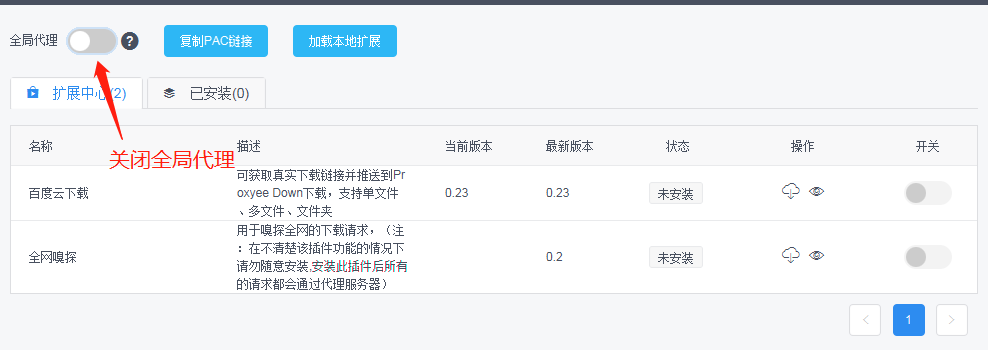 全局代理 ? 复制PAC链接 加载本地扩展
扩展中心(2) 已安装(0)
关闭全局代理
名称 描述 当前版本 最新版本 状态 操作 开关
百度云下载 0.23 0.23 未安装
可获取真实下载链接并推送到Pr
oxyee Down下载，支持单文件
、多文件、文件夹
全网嗅探 0.2 未安装
用于嗅探全网的下载请求，（注
：在不清楚该插件功能的情况下
请勿随意安装,安装此插件后所有
的请求都会通过代理服务器）
1